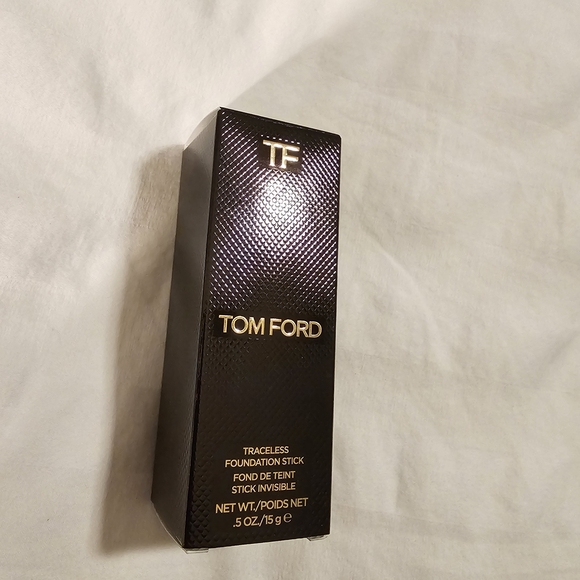 TF
TOM FORD
TRACELESS
FOUNDATION STICK
FOND DE TEINT
STICK INVISIBLE
NET WT./POIDS NET
.5 OZ./15 g ℮